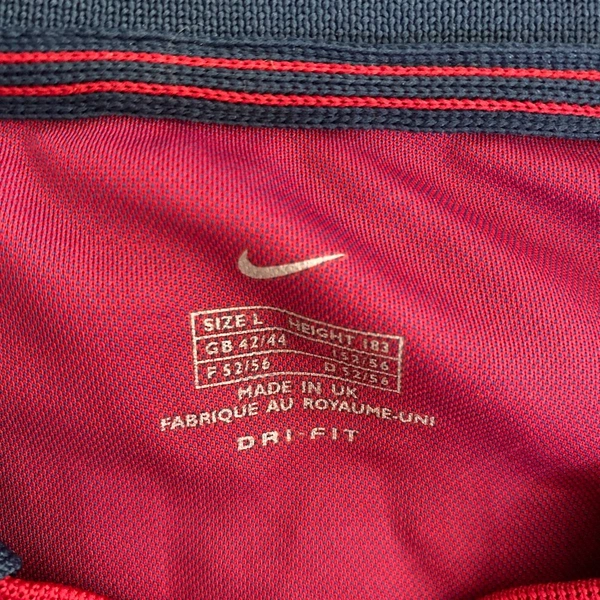 SIZE L HEIGHT 183
GB 42/44 I 52/56
F 52/56 D 52/56
MADE IN UK
FABRIQUE AU ROYAUME-UNI
DRI-FIT